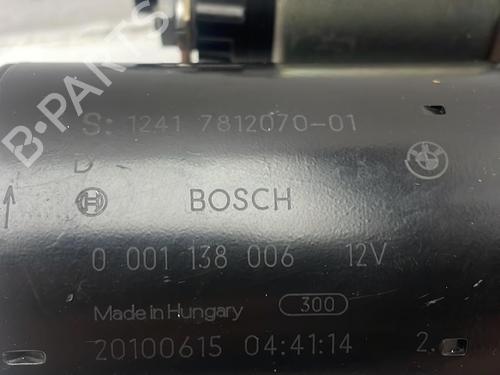 S: 1241 7812070-01
D
BOSCH
0 001 138 006 12V
Made in Hungary 300
20100615 04:41:14 2.
B-PARTS